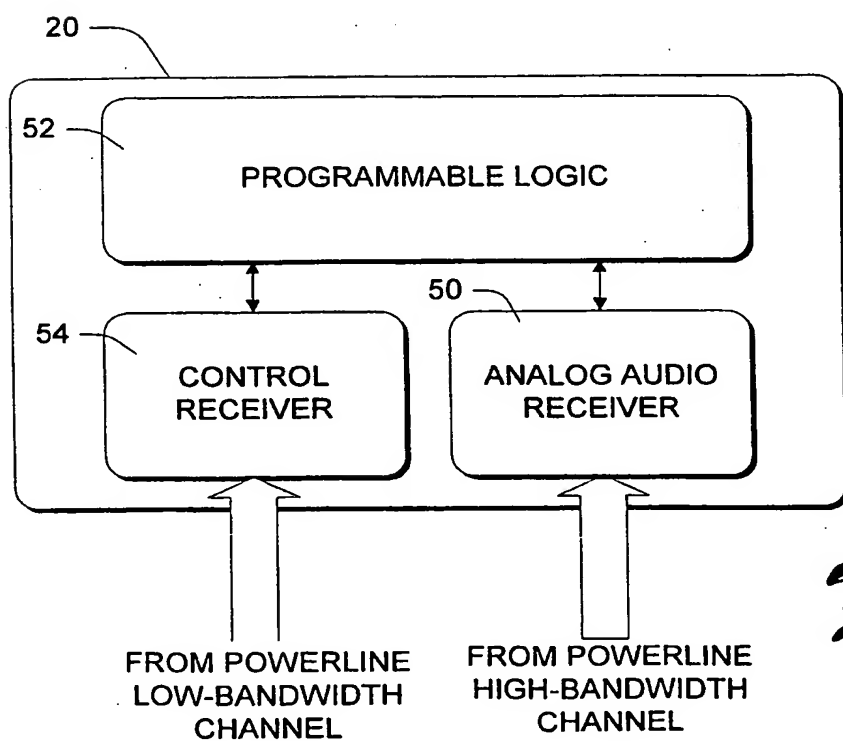 20
52
PROGRAMMABLE LOGIC
50
54
CONTROL
RECEIVER
ANALOG AUDIO
RECEIVER
FROM POWERLINE
LOW-BANDWIDTH
CHANNEL
FROM POWERLINE
HIGH-BANDWIDTH
CHANNEL